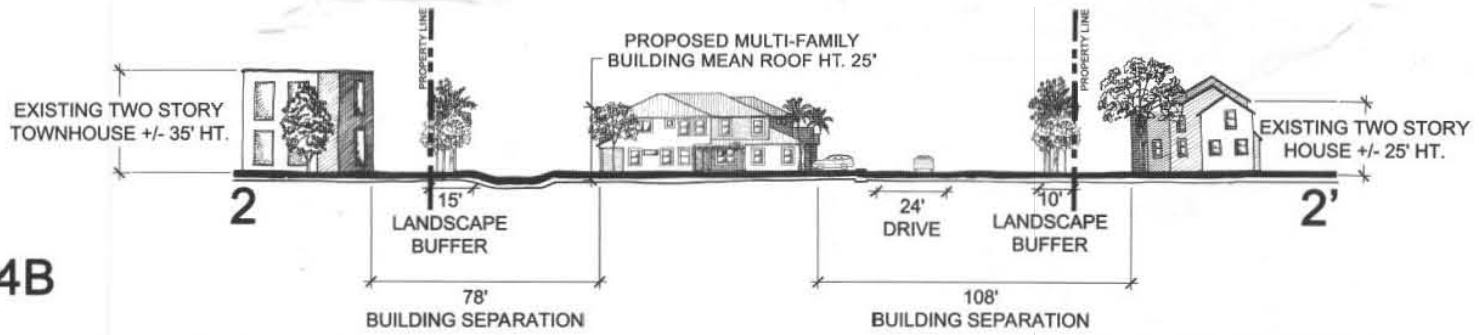 PROPERTY LINE
PROPOSED MULTI-FAMILY
BUILDING MEAN ROOF HT. 25'
PROPERTY LINE
EXISTING TWO STORY
TOWNHOUSE +/- 35' HT.
EXISTING TWO STORY
HOUSE +/- 25' HT.
2
15'
LANDSCAPE
BUFFER
24'
DRIVE
10'
LANDSCAPE
BUFFER
2'
4B
78'
BUILDING SEPARATION
108'
BUILDING SEPARATION